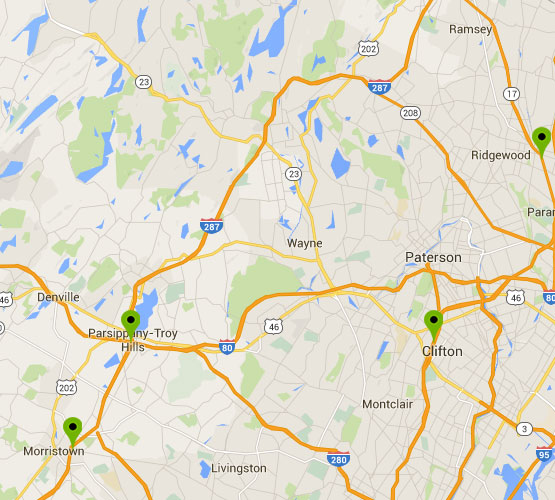 Ramsey
202
23
287
17
208
Ridgewood
23
Param
287
Wayne
Paterson
46
Denville
46
80
Parsippany-Troy
Hills
46
80
Clifton
202
Montclair
3
Morristown
280
95
Livingston